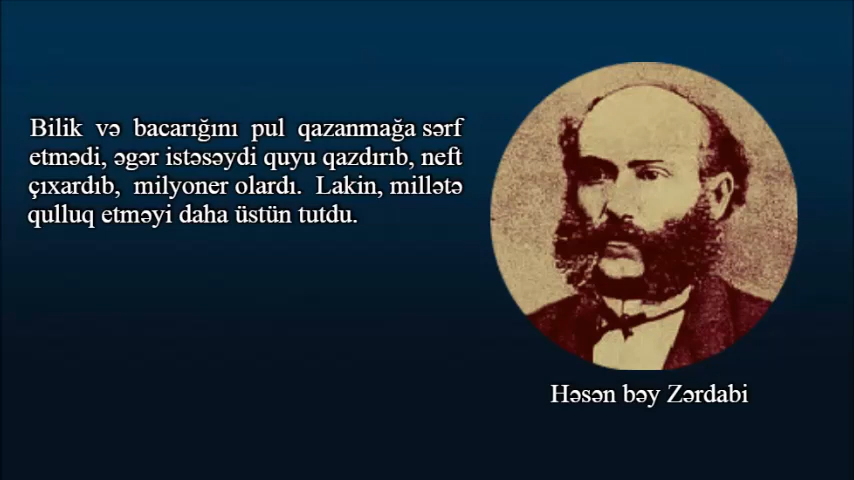 Bilik və bacarığını pul qazanmağa sərf
etmədi, əgər istəsəydi quyu qazdırıb, neft
çıxardıb, milyoner olardı. Lakin, millətə
qulluq etməyi daha üstün tutdu.
Həsən bəy Zərdabi